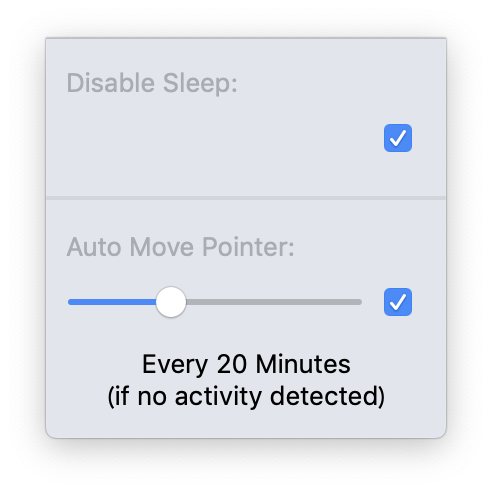 Disable Sleep:
Auto Move Pointer:
Every 20 Minutes
(if no activity detected)